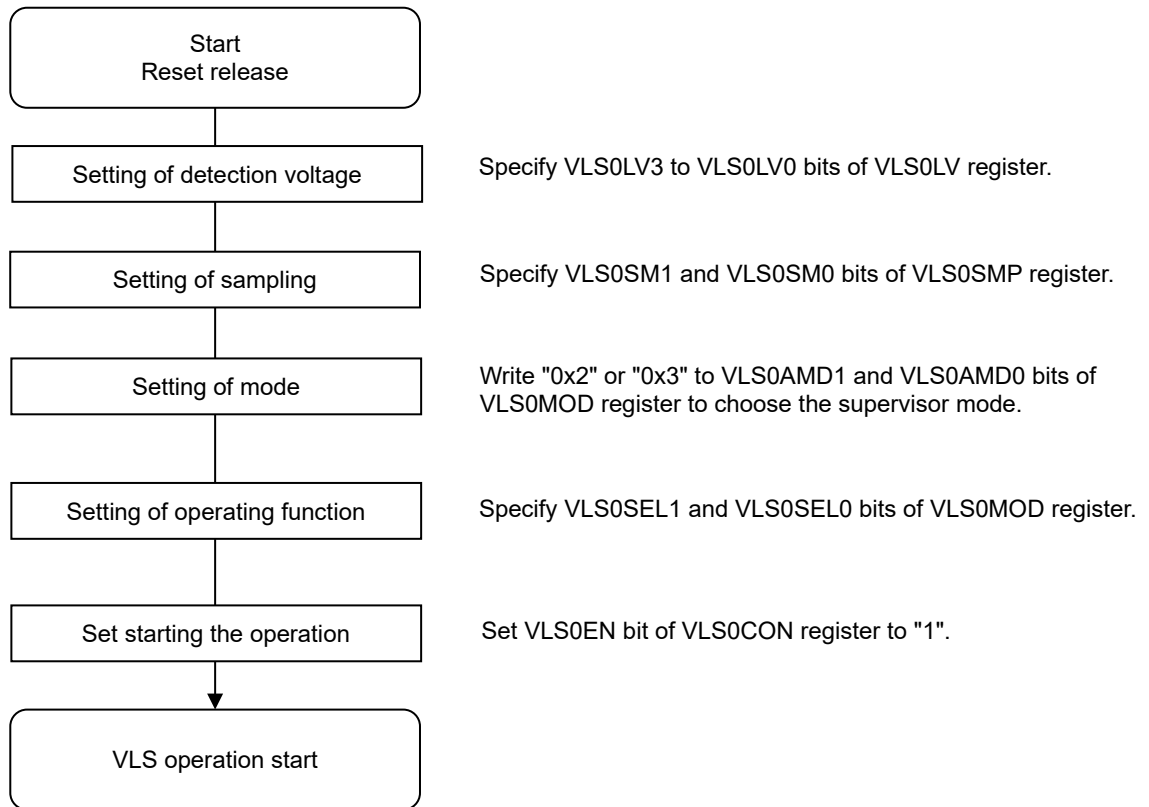 Start
Reset release
Setting of detection voltage
Specify VLS0LV3 to VLS0LV0 bits of VLS0LV register.
Setting of sampling
Specify VLS0SM1 and VLS0SM0 bits of VLS0SMP register.
Setting of mode
Write "0x2" or "0x3" to VLS0AMD1 and VLS0AMD0 bits of
VLS0MOD register to choose the supervisor mode.
Setting of operating function
Specify VLS0SEL1 and VLS0SEL0 bits of VLS0MOD register.
Set starting the operation
Set VLS0EN bit of VLS0CON register to "1".
VLS operation start